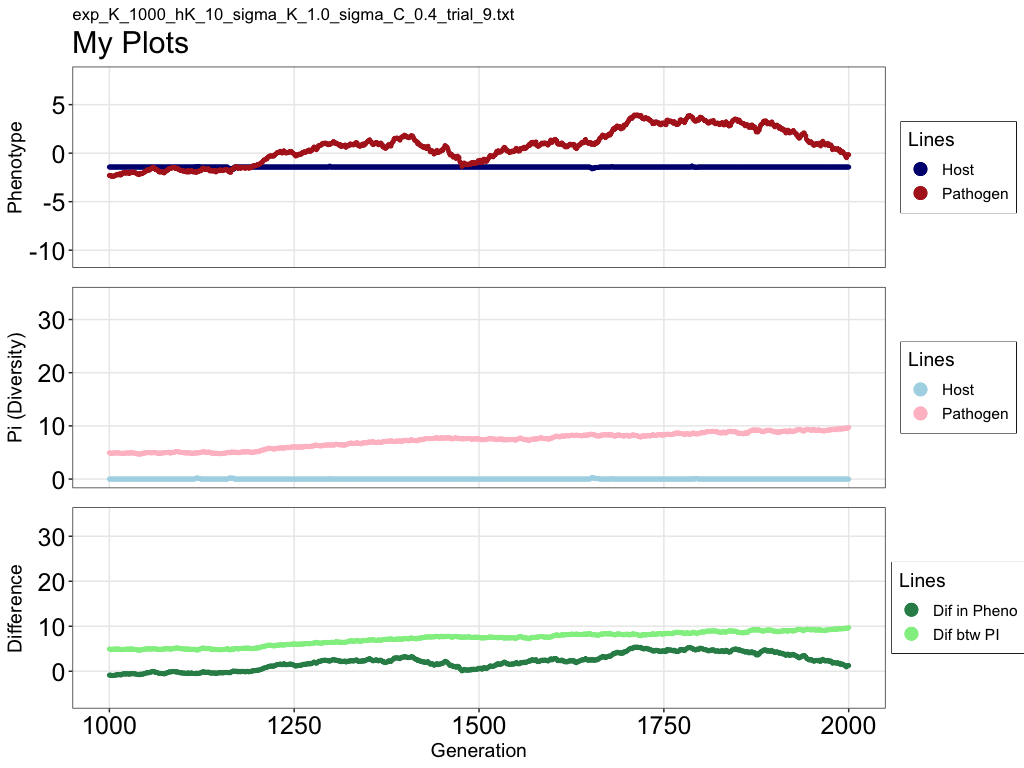 exp_K_1000_hK_10_sigma_K_1.0_sigma_C_0.4_trial_9.txt
My Plots
Phenotype
5
0
-5
-10
Lines
Host
Pathogen
Pi (Diversity)
30
20
10
0
Lines
Host
Pathogen
Difference
30
20
10
0
Lines
Dif in Pheno
Dif btw PI
1000 1250 1500 1750 2000
Generation